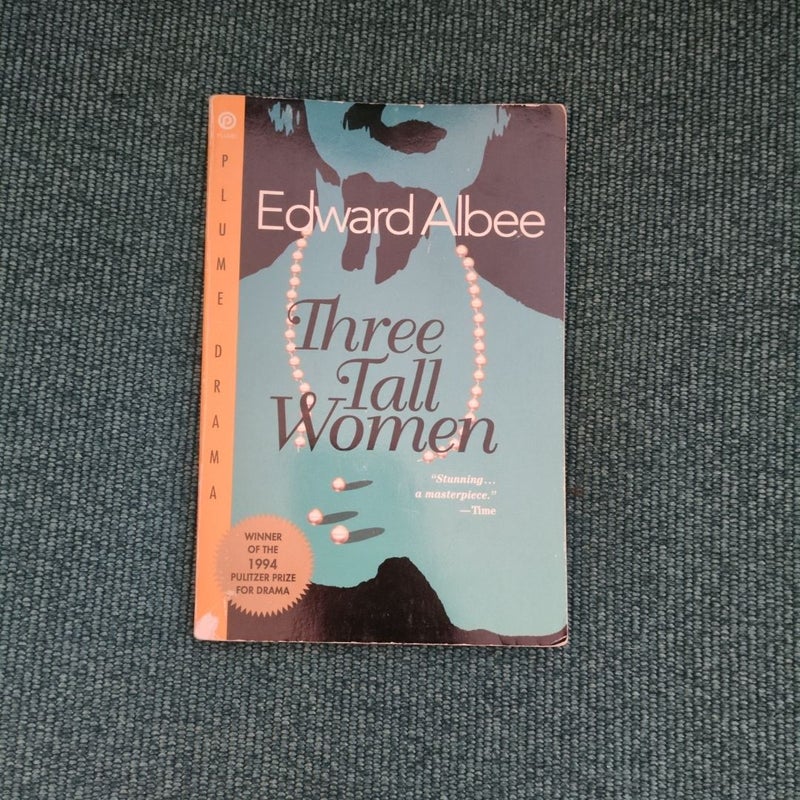 PLUME DRAMA
Edward Albee
Three
Tall
Women
“Stunning...
a masterpiece.”
—Time
WINNER
OF THE
1994
PULITZER PRIZE
FOR DRAMA